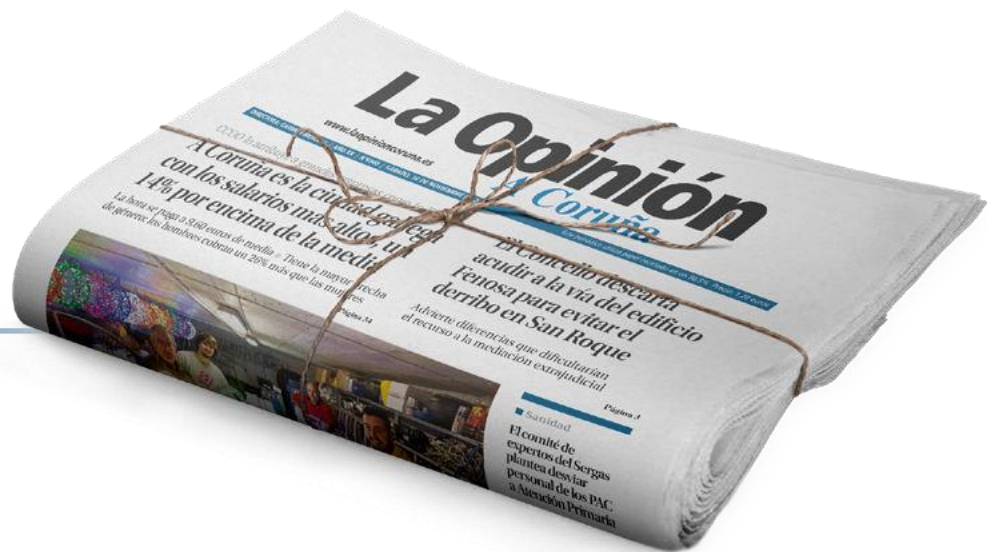 La Opinión
A Coruña
www.laopinioncoruna.es
A Coruña es la ciudad gallega
con los salarios más altos, un
14% por encima de la media
La hora se paga a 9,60 euros de media Tiene la mayor brecha
de género: los hombres cobran un 26% más que las mujeres
Página 34
El Concello descarta
acudir a la vía del edificio
Fenosa para evitar el
derribo en San Roque
Advierte diferencias que dificultarían
el recurso a la mediación extrajudicial
Página 3
Sanidad
El comité de
expertos del Sergas
plantea desviar
personal de los PAC
a Atención Primaria